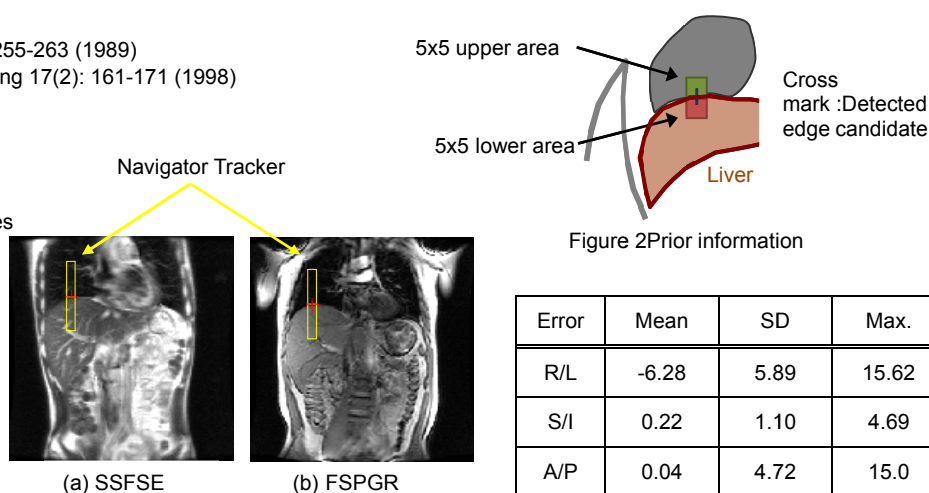 255-263 (1989)
ng 17(2): 161-171 (1998)
5x5 upper area
Cross
mark :Detected
edge candidate
5x5 lower area
Liver
Figure 2Prior information
Navigator Tracker
es
(a) SSFSE
(b) FSPGR
Error Mean SD Max.
R/L -6.28 5.89 15.62
S/I 0.22 1.10 4.69
A/P 0.04 4.72 15.0